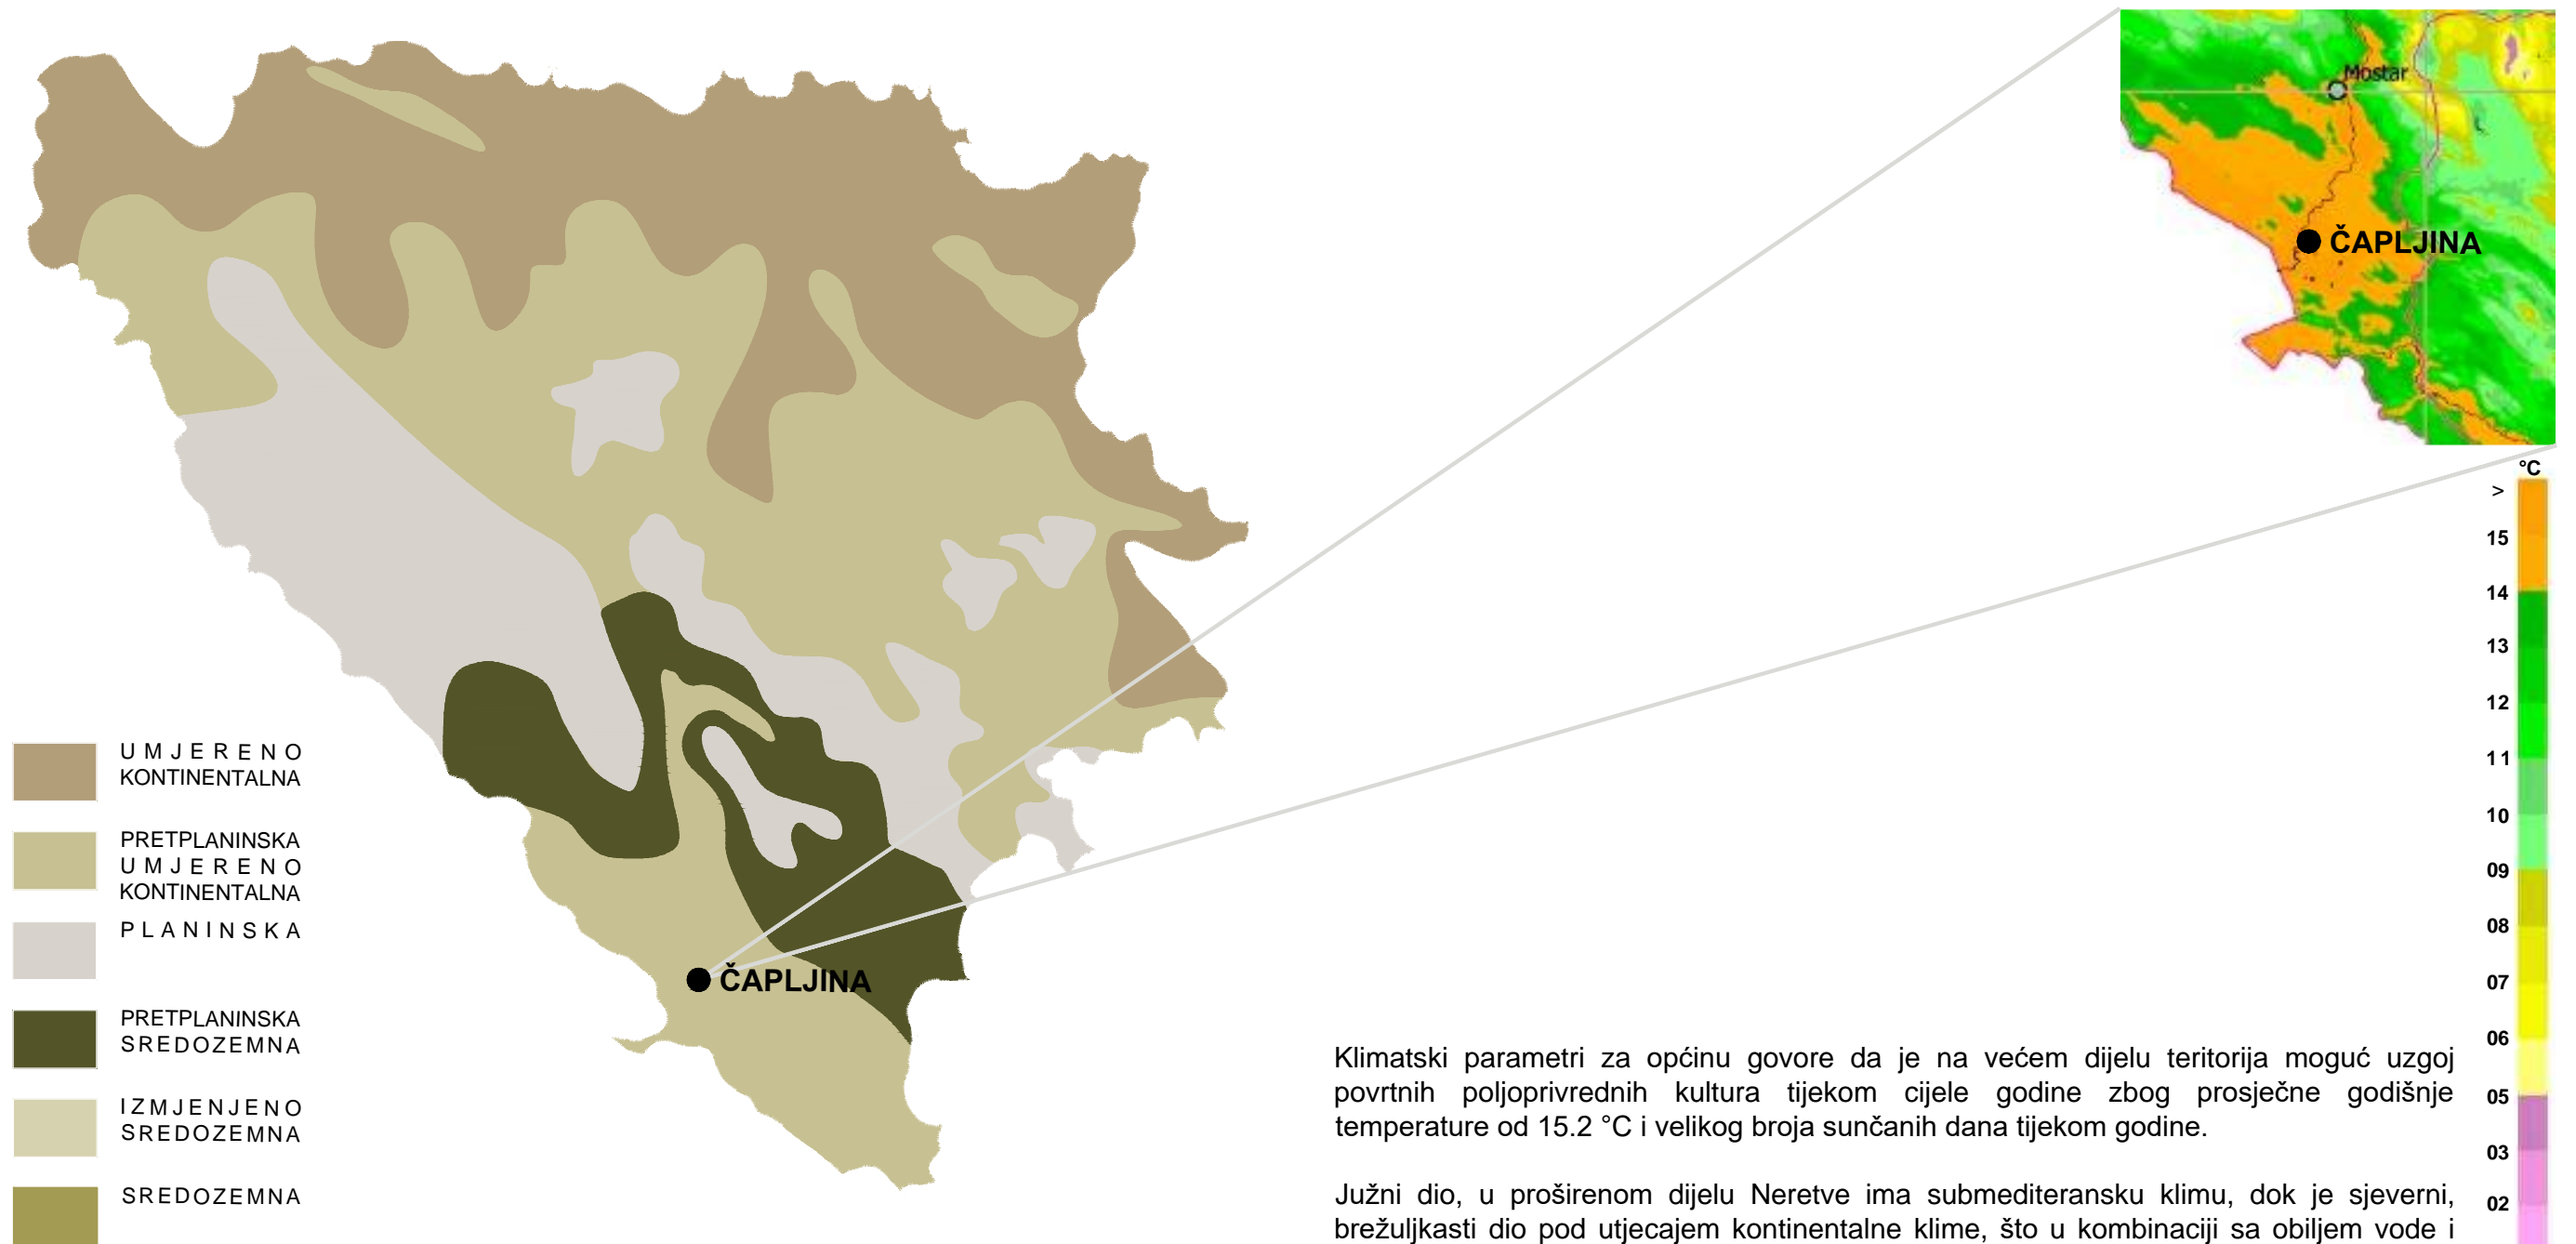 Mostar
ČAPLJINA
°C
>
15
14
13
12
11
10
09
08
07
06
05
03
02
UMJERENO
KONTINENTALNA
PRETPLANINSKA
UMJERENO
KONTINENTALNA
PLANINSKA
PRETPLANINSKA
SREDOZEMNA
IZMJENJENO
SREDOZEMNA
SREDOZEMNA
ČAPLJINA
Klimatski parametri za općinu govore da je na većem dijelu teritorija moguć uzgoj
povrtnih poljoprivrednih kultura tijekom cijele godine zbog prosječne godišnje
temperature od 15.2 °C i velikog broja sunčanih dana tijekom godine.
Južni dio, u proširenom dijelu Neretve ima submediteransku klimu, dok je sjeverni,
brežuljkasti dio pod utjecajem kontinentalne klime, što u kombinaciji sa obiljem vode i